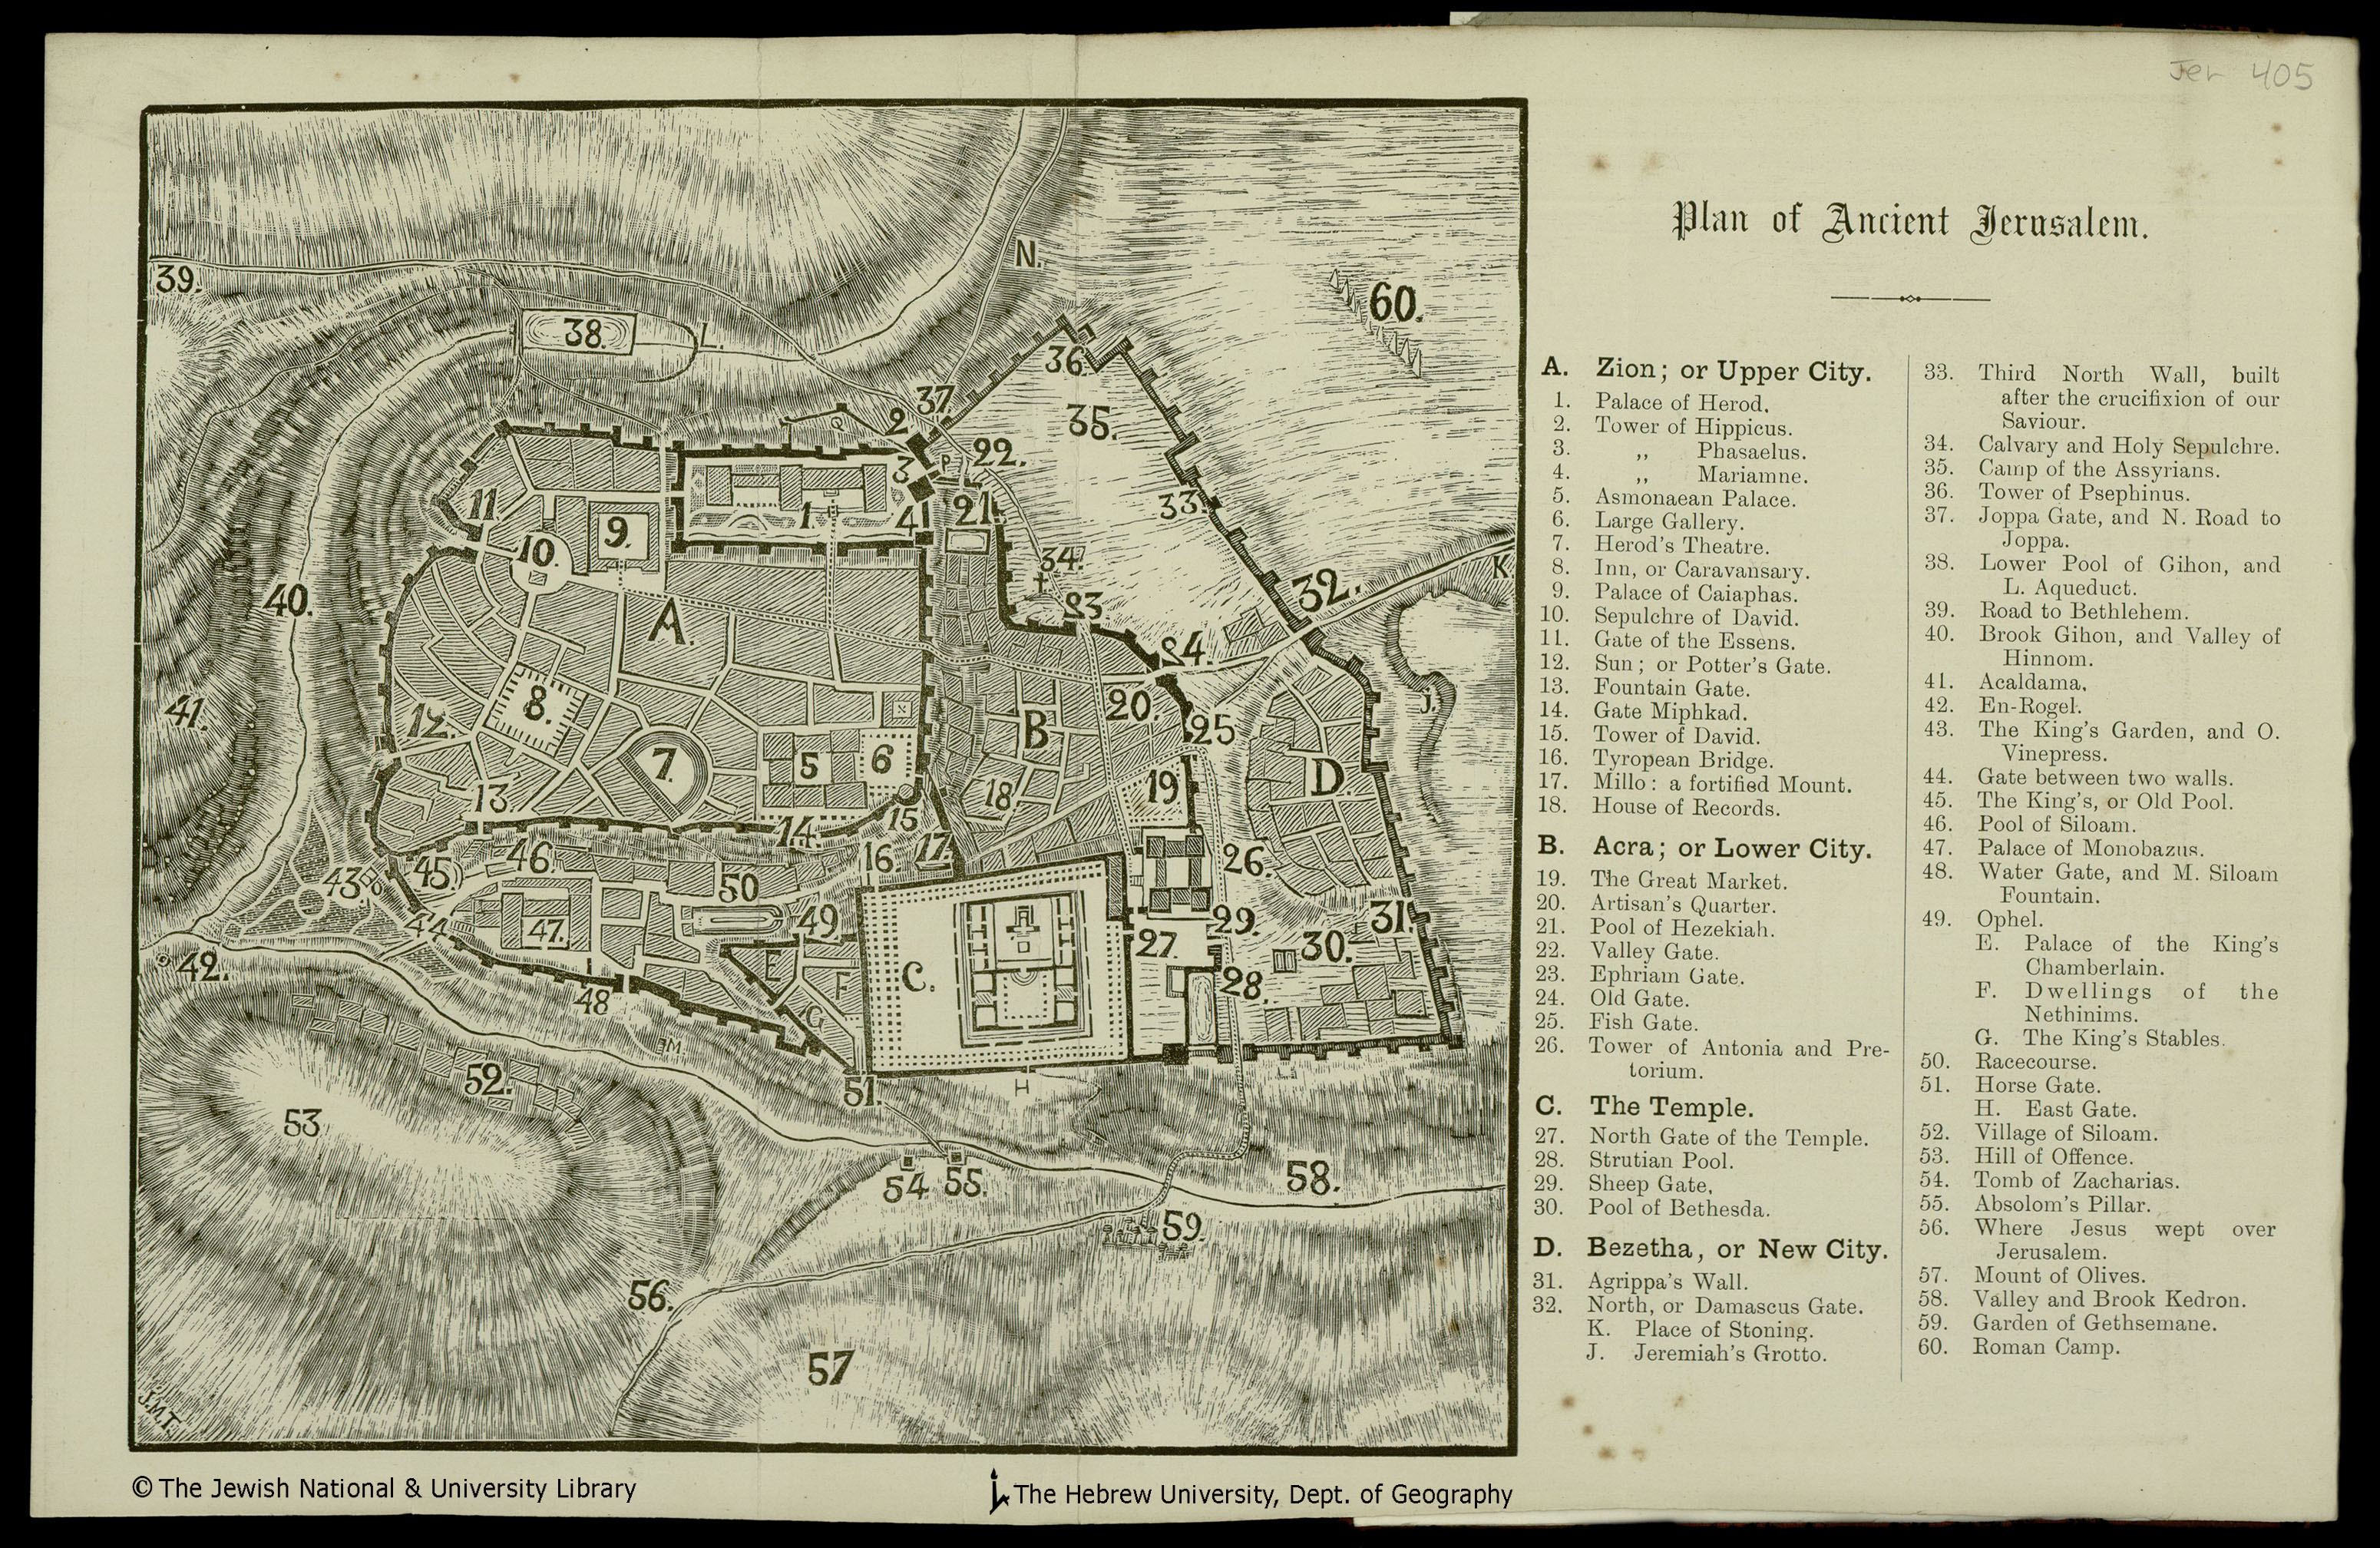 Jer 405
Plan of Ancient Jerusalem.
A. Zion; or Upper City.
1. Palace of Herod.
2. Tower of Hippicus.
3. ,, Phasaelus.
4. ,, Mariamne.
5. Asmonaean Palace.
6. Large Gallery.
7. Herod's Theatre.
8. Inn, or Caravansary.
9. Palace of Caiaphas.
10. Sepulchre of David.
11. Gate of the Essens.
12. Sun; or Potter's Gate.
13. Fountain Gate.
14. Gate Miphkad.
15. Tower of David.
16. Tyropean Bridge.
17. Millo: a fortified Mount.
18. House of Records.
B. Acra; or Lower City.
19. The Great Market.
20. Artisan's Quarter.
21. Pool of Hezekiah.
22. Valley Gate.
23. Ephriam Gate.
24. Old Gate.
25. Fish Gate.
26. Tower of Antonia and Pre-
torium.
C. The Temple.
27. North Gate of the Temple.
28. Strutian Pool.
29. Sheep Gate,
30. Pool of Bethesda.
D. Bezetha, or New City.
31. Agrippa's Wall.
32. North, or Damascus Gate.
K. Place of Stoning.
J. Jeremiah's Grotto.
33. Third North Wall, built
after the crucifixion of our
Saviour.
34. Calvary and Holy Sepulchre.
35. Camp of the Assyrians.
36. Tower of Psephinus.
37. Joppa Gate, and N. Road to
Joppa.
38. Lower Pool of Gihon, and
L. Aqueduct.
39. Road to Bethlehem.
40. Brook Gihon, and Valley of
Hinnom.
41. Acaldama.
42. En-Rogel.
43. The King's Garden, and O.
Vinepress.
44. Gate between two walls.
45. The King's, or Old Pool.
46. Pool of Siloam.
47. Palace of Monobazus.
48. Water Gate, and M. Siloam
Fountain.
49. Ophel.
E. Palace of the King's
Chamberlain.
F. Dwellings of the
Nethinims.
G. The King's Stables.
50. Racecourse.
51. Horse Gate.
H. East Gate.
52. Village of Siloam.
53. Hill of Offence.
54. Tomb of Zacharias.
55. Absolom's Pillar.
56. Where Jesus wept over
Jerusalem.
57. Mount of Olives.
58. Valley and Brook Kedron.
59. Garden of Gethsemane.
60. Roman Camp.
N.
39.
60.
38.
L.
36.
37.
35.
2
Q
22.
P
3
33.
11.
9.
1.
4
21.
10.
34.
32.
K.
40.
A.
23.
24.
J.
8.
20.
41.
12.
B
25
7.
5
6
D.
13
18
19
15
14.
17.
16.
26.
45
46
43.
50
49
29.
31.
44
47.
27.
30.
E
F
C.
28.
42.
48
G
M.
52.
51.
H
53
54
55.
58.
59.
56.
57
J.M.T.
© The Jewish National & University Library
The Hebrew University, Dept. of Geography